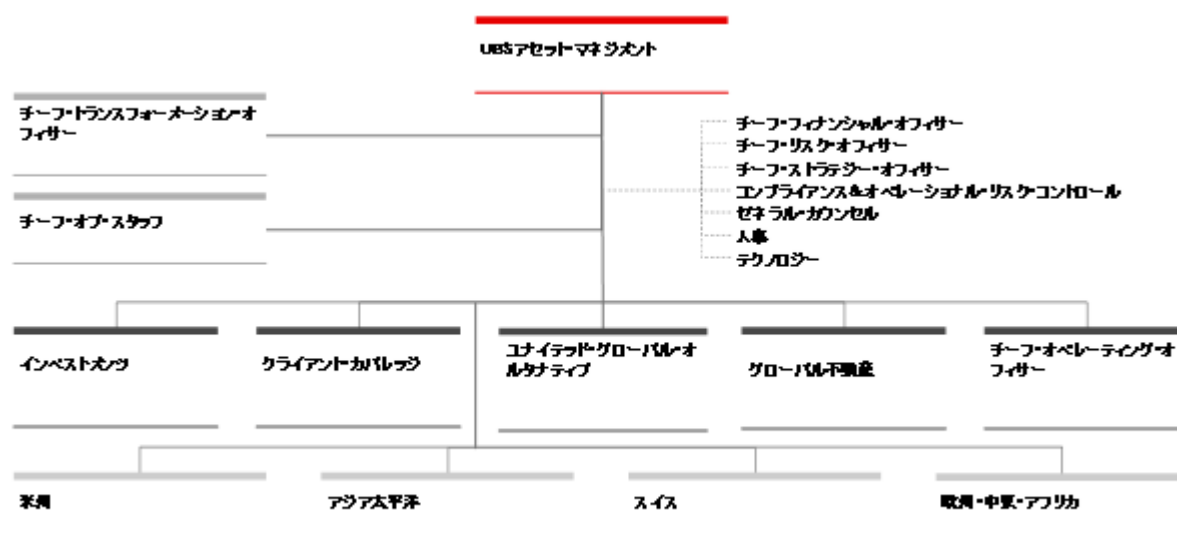 UBSアセット・マネジメント
チーフ・トランスフォーメーション・オ
フィサー
チーフ・フィナンシャル・オフィサー
チーフ・リスク・オフィサー
チーフ・ストラテジー・オフィサー
コンプライアンス&オペレーショナル・リスク・コントロール
ゼネラル・カウンセル
人事
テクノロジー
チーフ・オブ・スタッフ
インベストメンツ
クライアント・カバレッジ
ユナイテッド・グローバル・オ
ルタナティブ
グローバル不動産
チーフ・オペレーティング・オ
フィサー
米州
アジア太平洋
スイス
欧州・中東・アフリカ